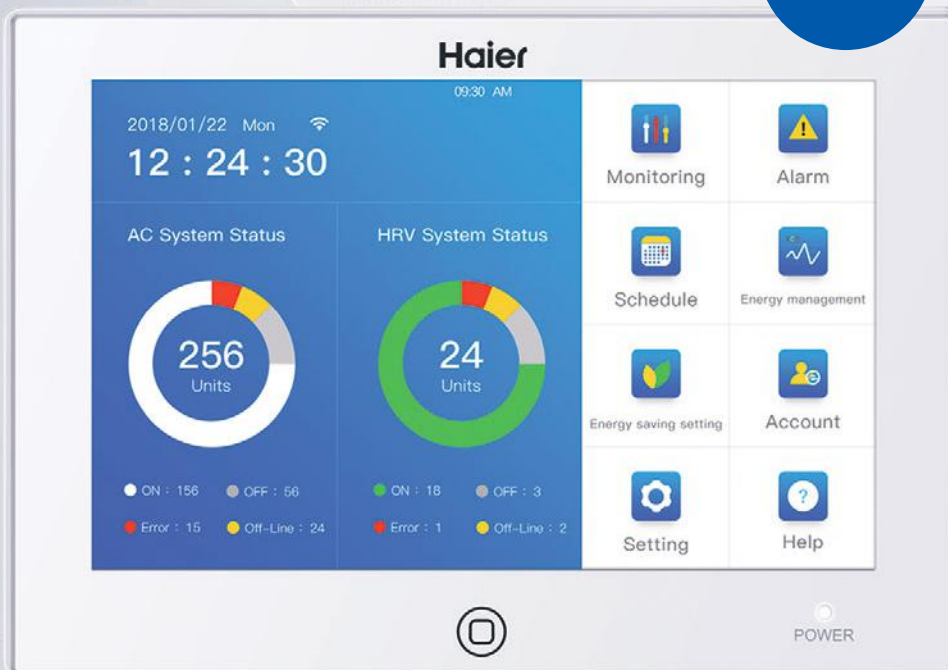 Haier
09:30 AM
2018/01/22 Mon
12 : 24 : 30
AC System Status
256
Units
ON : 156
OFF : 56
Error : 15
Off-Line : 24
HRV System Status
24
Units
ON : 18
OFF : 3
Error : 1
Off-Line : 2
Monitoring
Alarm
Schedule
Energy management
Energy saving setting
Account
Setting
?
Help
POWER